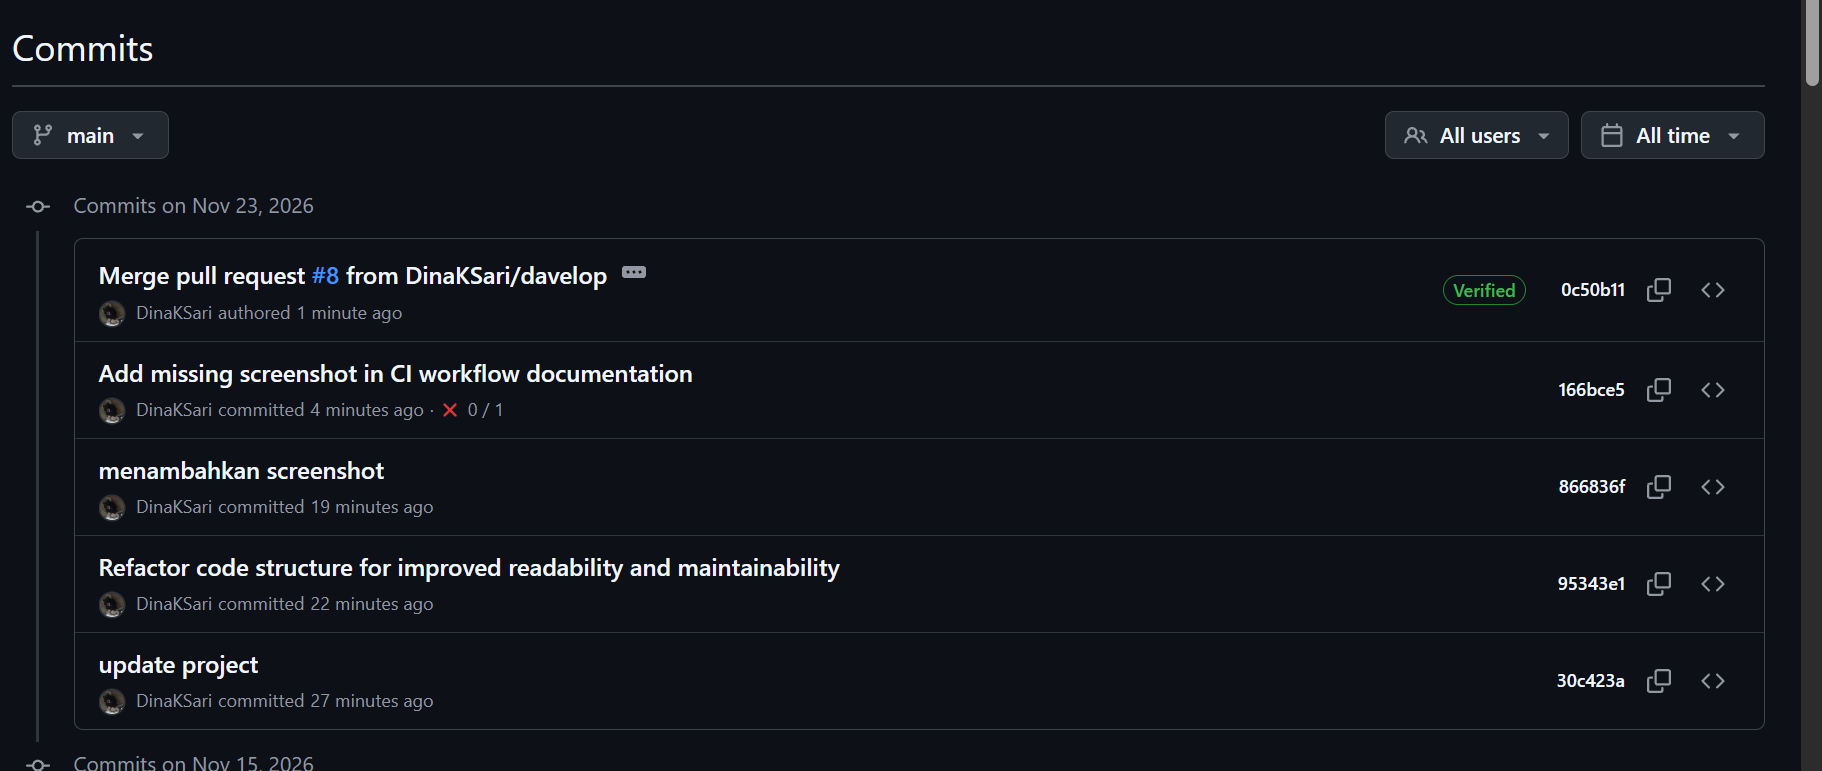 Commits
main
All users
All time
Commits on Nov 23, 2026
Merge pull request #8 from DinaKSari/davelop
Verified
0c50b11
DinaKSari authored 1 minute ago
Add missing screenshot in CI workflow documentation
166bce5
DinaKSari committed 4 minutes ago · 0 / 1
menambahkan screenshot
866836f
DinaKSari committed 19 minutes ago
Refactor code structure for improved readability and maintainability
95343e1
DinaKSari committed 22 minutes ago
update project
30c423a
DinaKSari committed 27 minutes ago
Commits on Nov 15, 2026